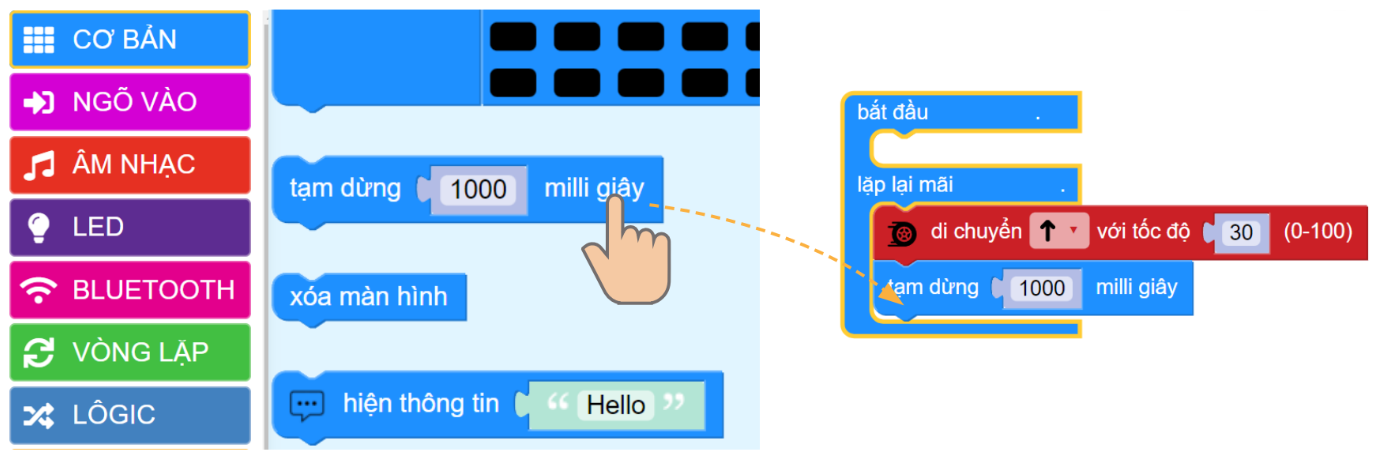 CƠ BẢN
NGÕ VÀO
ÂM NHẠC
LED
BLUETOOTH
VÒNG LẶP
LÔGIC
tạm dừng 1000 milli giây
xóa màn hình
hiện thông tin “ Hello ”
bắt đầu .
lặp lại mãi .
di chuyển ↑ với tốc độ 30 (0-100)
tạm dừng 1000 milli giây